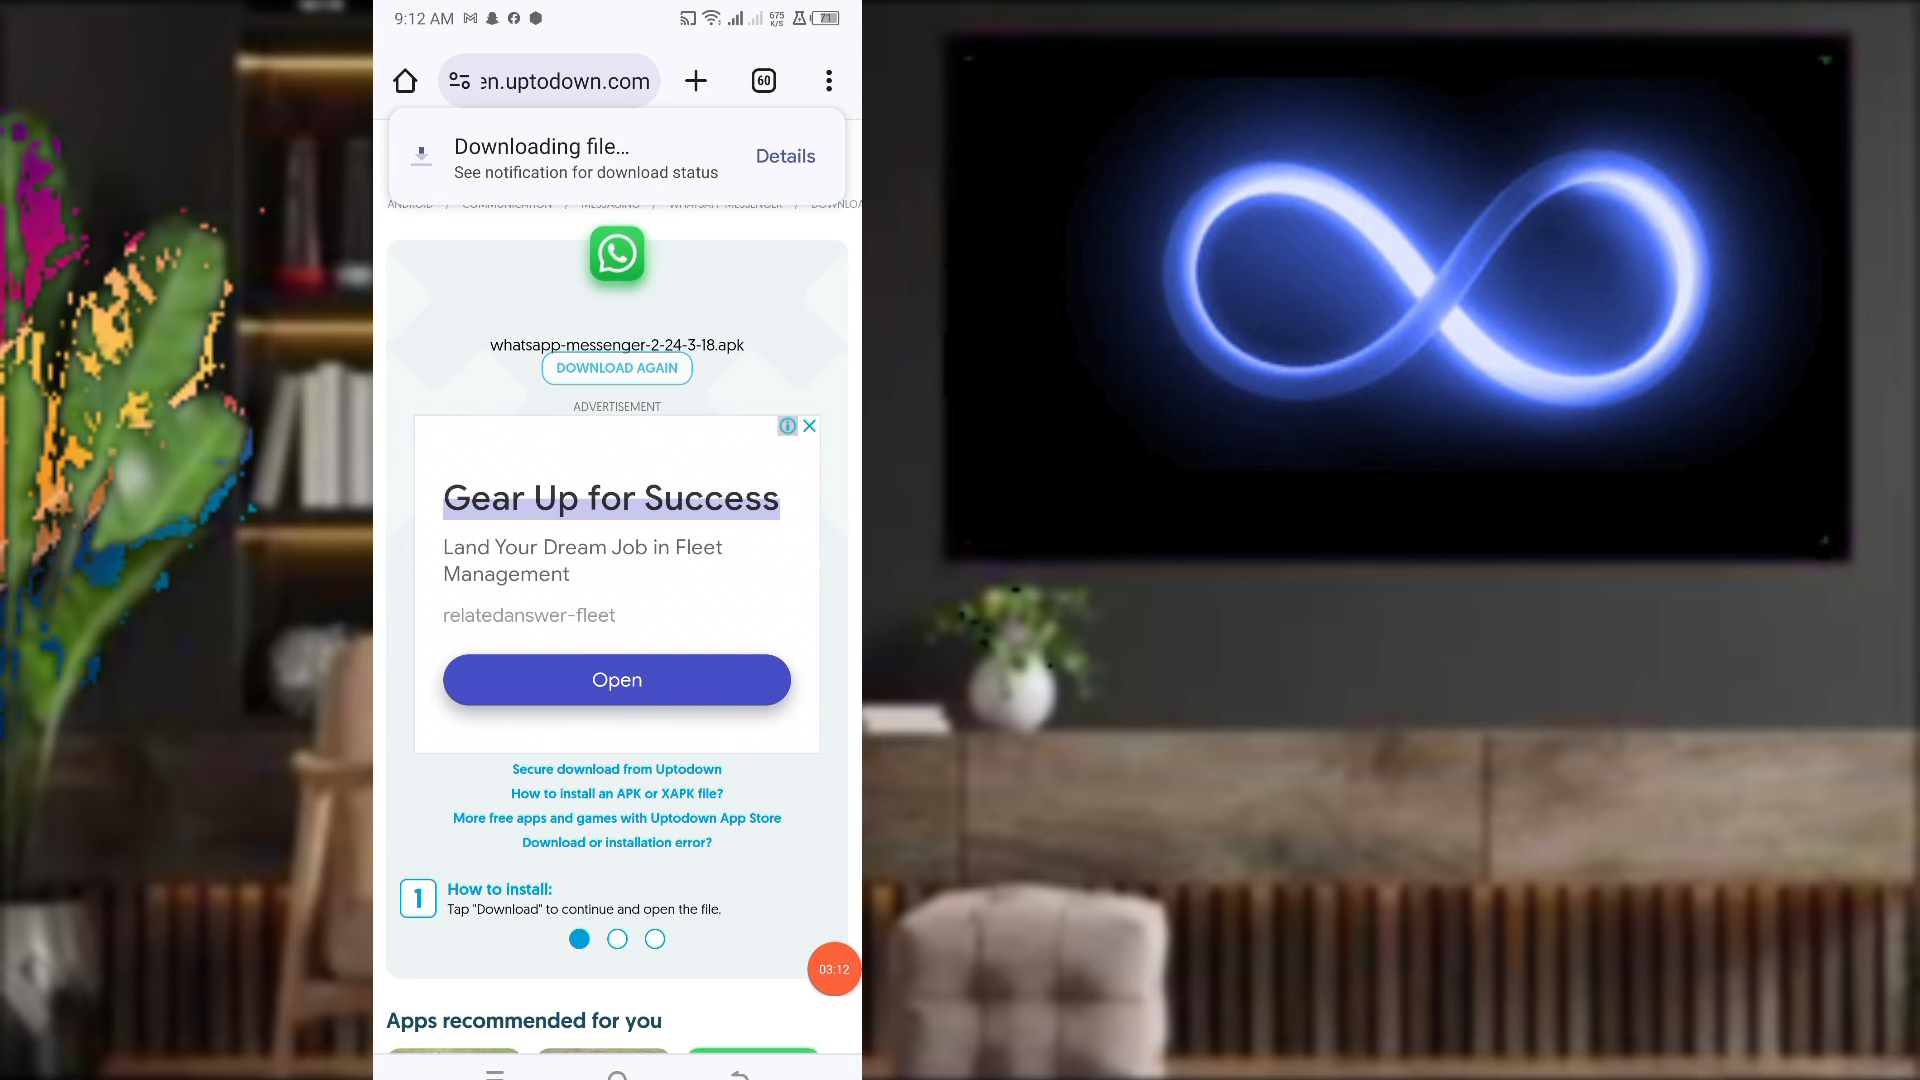 9:12 AM
675
K/S
71
en.uptodown.com
60
Downloading file...
See notification for download status
Details
ANDROID / COMMUNICATION / MESSAGING / WHATSAPP MESSENGER / DOWNLOA
whatsapp-messenger-2-24-3-18.apk
DOWNLOAD AGAIN
ADVERTISEMENT
Gear Up for Success
Land Your Dream Job in Fleet
Management
relatedanswer-fleet
Open
Secure download from Uptodown
How to install an APK or XAPK file?
More free apps and games with Uptodown App Store
Download or installation error?
1
How to install:
Tap "Download" to continue and open the file.
03:12
Apps recommended for you